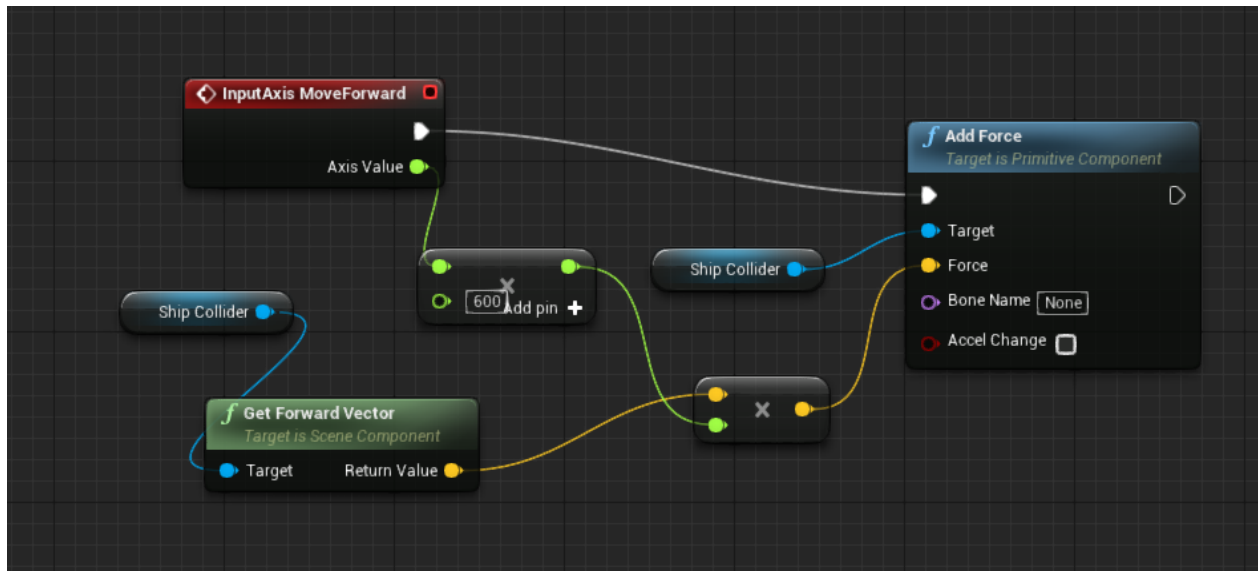 InputAxis MoveForward
Axis Value
Add Force
Target is Primitive Component
Target
Force
Bone Name None
Accel Change
600
Add pin
Ship Collider
Ship Collider
Get Forward Vector
Target is Scene Component
Target Return Value